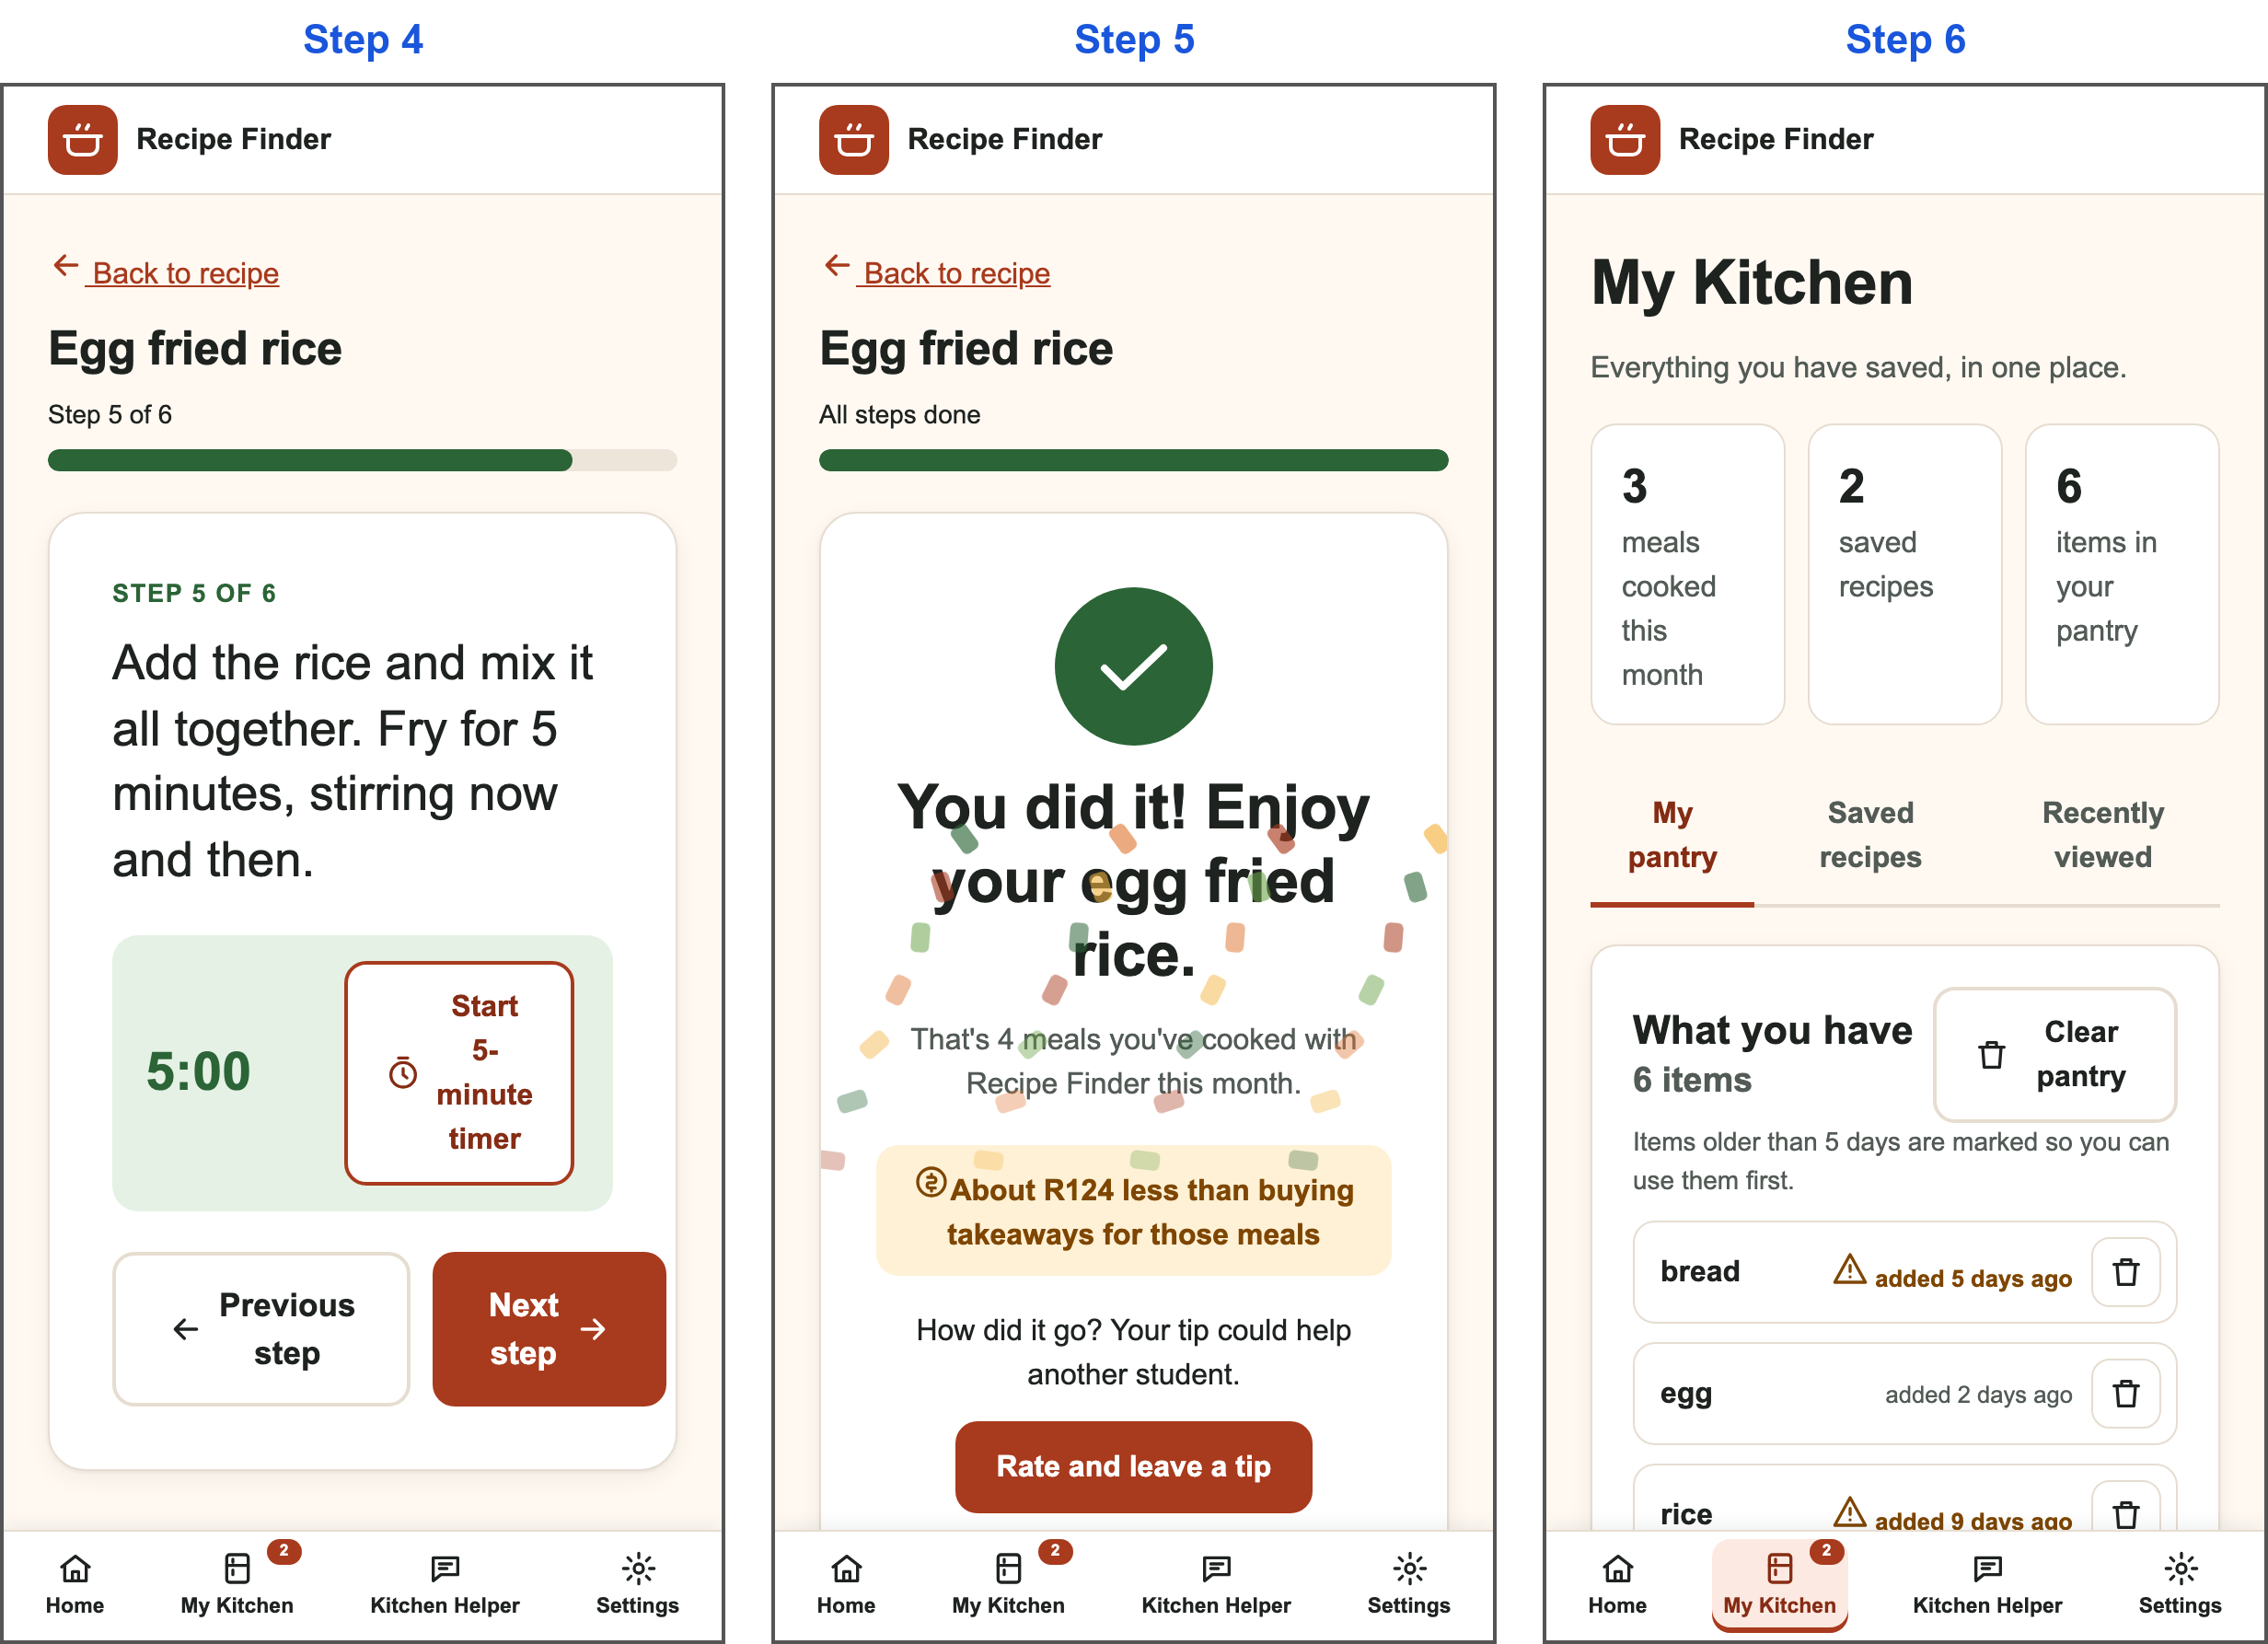 Step 4
Recipe Finder
Back to recipe
Egg fried rice
Step 5 of 6
STEP 5 OF 6
Add the rice and mix it
all together. Fry for 5
minutes, stirring now
and then.
5:00
Start
5-
minute
timer
Previous
step
Next
step
Home
2
My Kitchen
Kitchen Helper
Settings
Step 5
Recipe Finder
Back to recipe
Egg fried rice
All steps done
You did it! Enjoy
your egg fried
rice.
That's 4 meals you've cooked with
Recipe Finder this month.
About R124 less than buying
takeaways for those meals
How did it go? Your tip could help
another student.
Rate and leave a tip
Home
2
My Kitchen
Kitchen Helper
Settings
Step 6
Recipe Finder
My Kitchen
Everything you have saved, in one place.
3
meals
cooked
this
month
2
saved
recipes
6
items in
your
pantry
My
pantry
Saved
recipes
Recently
viewed
What you have
6 items
Clear
pantry
Items older than 5 days are marked so you can
use them first.
bread
added 5 days ago
egg
added 2 days ago
rice
added 9 days ago
Home
2
My Kitchen
Kitchen Helper
Settings